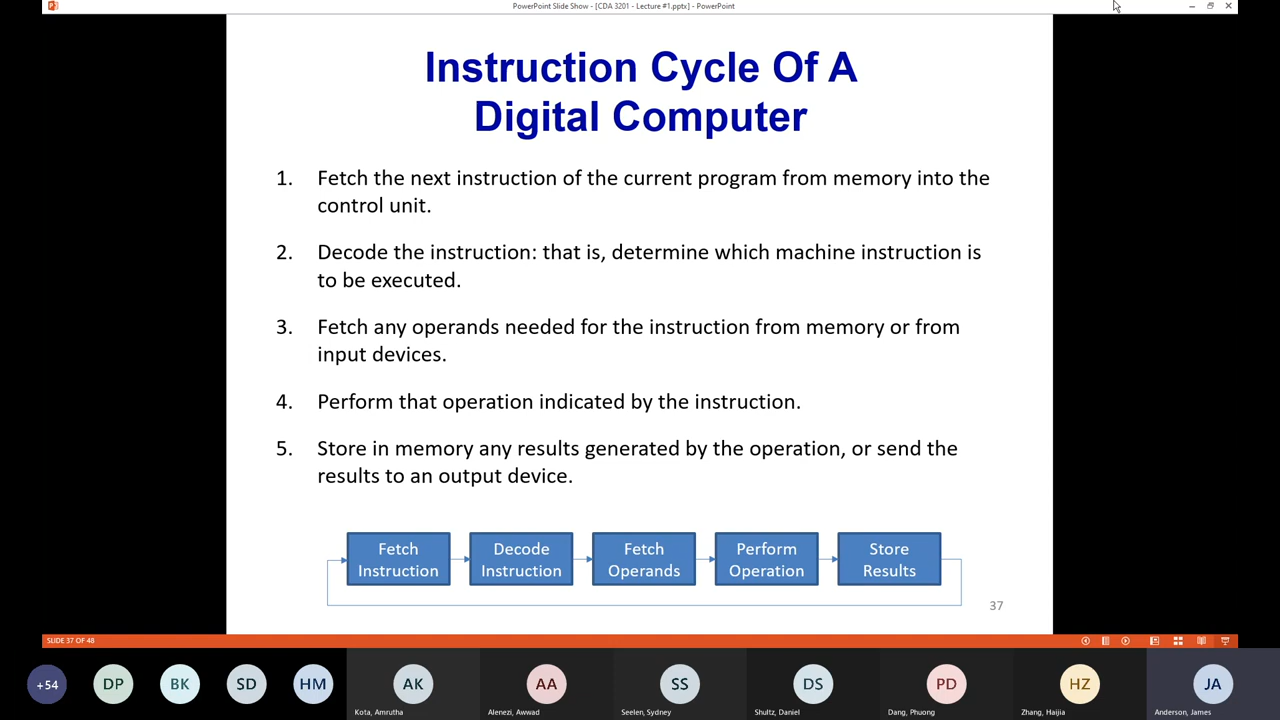 PowerPoint Slide Show - [CDA 3201 - Lecture #1.pptx] - PowerPoint
Instruction Cycle Of A
Digital Computer
1. Fetch the next instruction of the current program from memory into the
control unit.
2. Decode the instruction: that is, determine which machine instruction is
to be executed.
3. Fetch any operands needed for the instruction from memory or from
input devices.
4. Perform that operation indicated by the instruction.
5. Store in memory any results generated by the operation, or send the
results to an output device.
Fetch
Instruction
Decode
Instruction
Fetch
Operands
Perform
Operation
Store
Results
37
SLIDE 37 OF 48
+54
DP
BK
SD
HM
AK
Kota, Amrutha
AA
Alenezi, Awwad
SS
Seelen, Sydney
DS
Shultz, Daniel
PD
Dang, Phuong
HZ
Zhang, Haijia
JA
Anderson, James